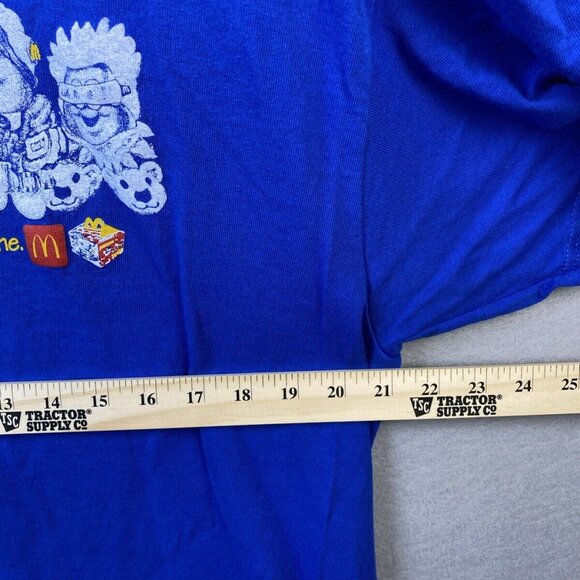 ne.
13 14 15 16 17 18 19 20 21 22 23 24 25
TSC TRACTOR® SUPPLY CO
TSC TRACTOR® SUPPLY CO